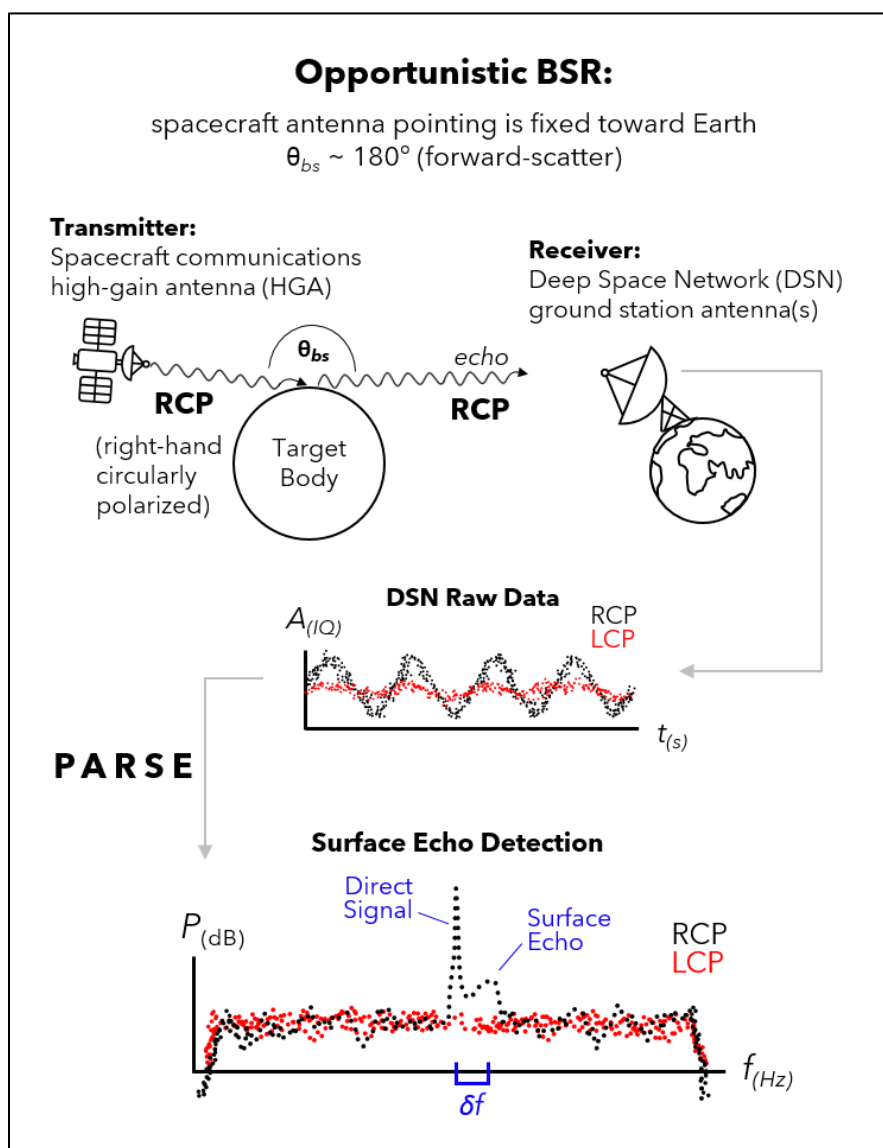 Opportunistic BSR:
spacecraft antenna pointing is fixed toward Earth
θbs ~ 180° (forward-scatter)
Transmitter:
Spacecraft communications
high-gain antenna (HGA)
Receiver:
Deep Space Network (DSN)
ground station antenna(s)
θbs
echo
RCP
RCP
(right-hand
circularly
polarized)
Target
Body
DSN Raw Data
A(IQ)
RCP
LCP
t(s)
PARSE
Surface Echo Detection
Direct
Signal
Surface
Echo
P(dB)
RCP
LCP
f(Hz)
δf